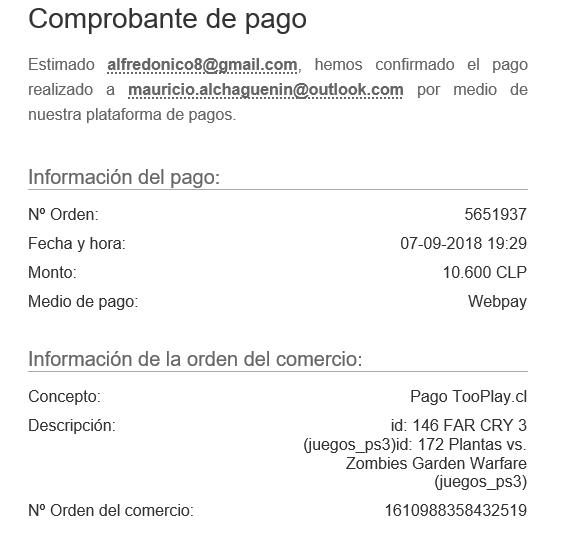 Comprobante de pago
Estimado alfredonico8@gmail.com, hemos confirmado el pago
realizado a mauricio.alchaguenin@outlook.com por medio de
nuestra plataforma de pagos.
Información del pago:
Nº Orden: 5651937
Fecha y hora: 07-09-2018 19:29
Monto: 10.600 CLP
Medio de pago: Webpay
Información de la orden del comercio:
Concepto: Pago TooPlay.cl
Descripción: id: 146 FAR CRY 3
(juegos_ps3)id: 172 Plantas vs.
Zombies Garden Warfare
(juegos_ps3)
Nº Orden del comercio: 1610988358432519